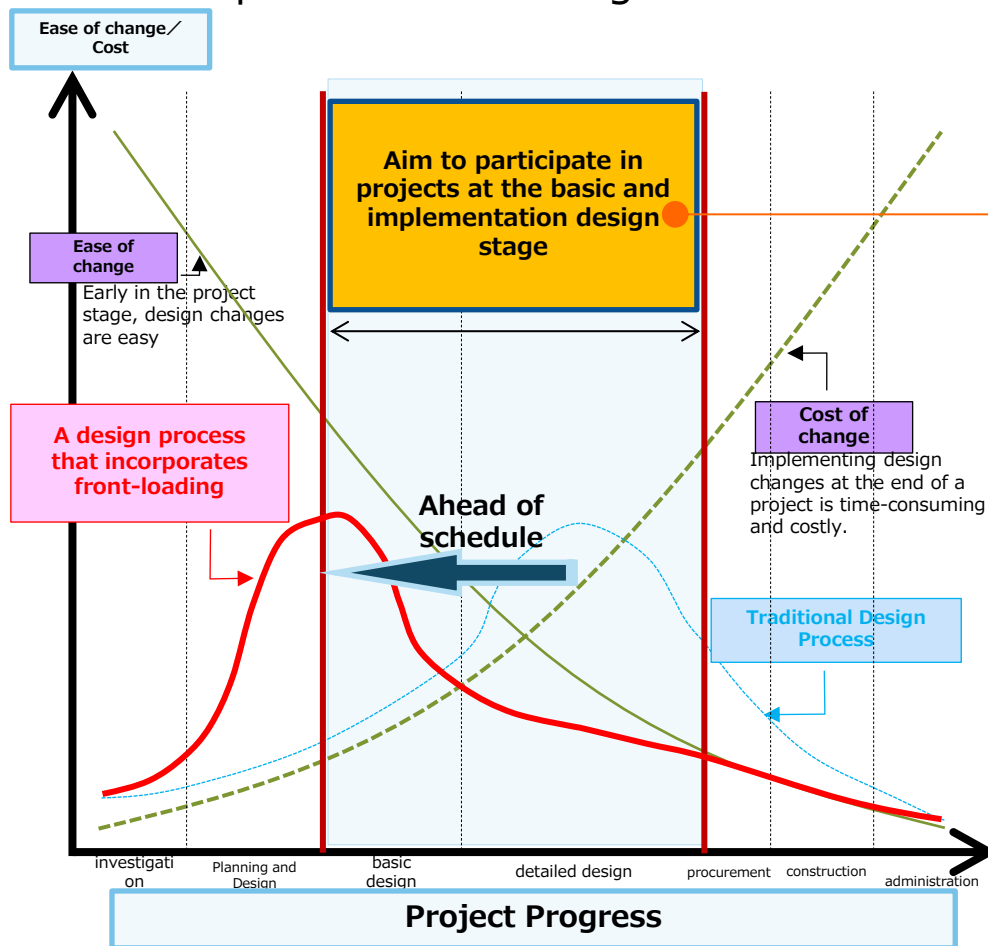 Ease of change／
Cost
Aim to participate in
projects at the basic and
implementation design
stage
Ease of
change
Early in the project
stage, design changes
are easy
A design process
that incorporates
front-loading
Ahead of
schedule
Cost of
change
Implementing design
changes at the end of a
project is time-consuming
and costly.
Traditional Design
Process
investigati
on
Planning and
Design
basic
design
detailed design
procurement
construction
administration
Project Progress